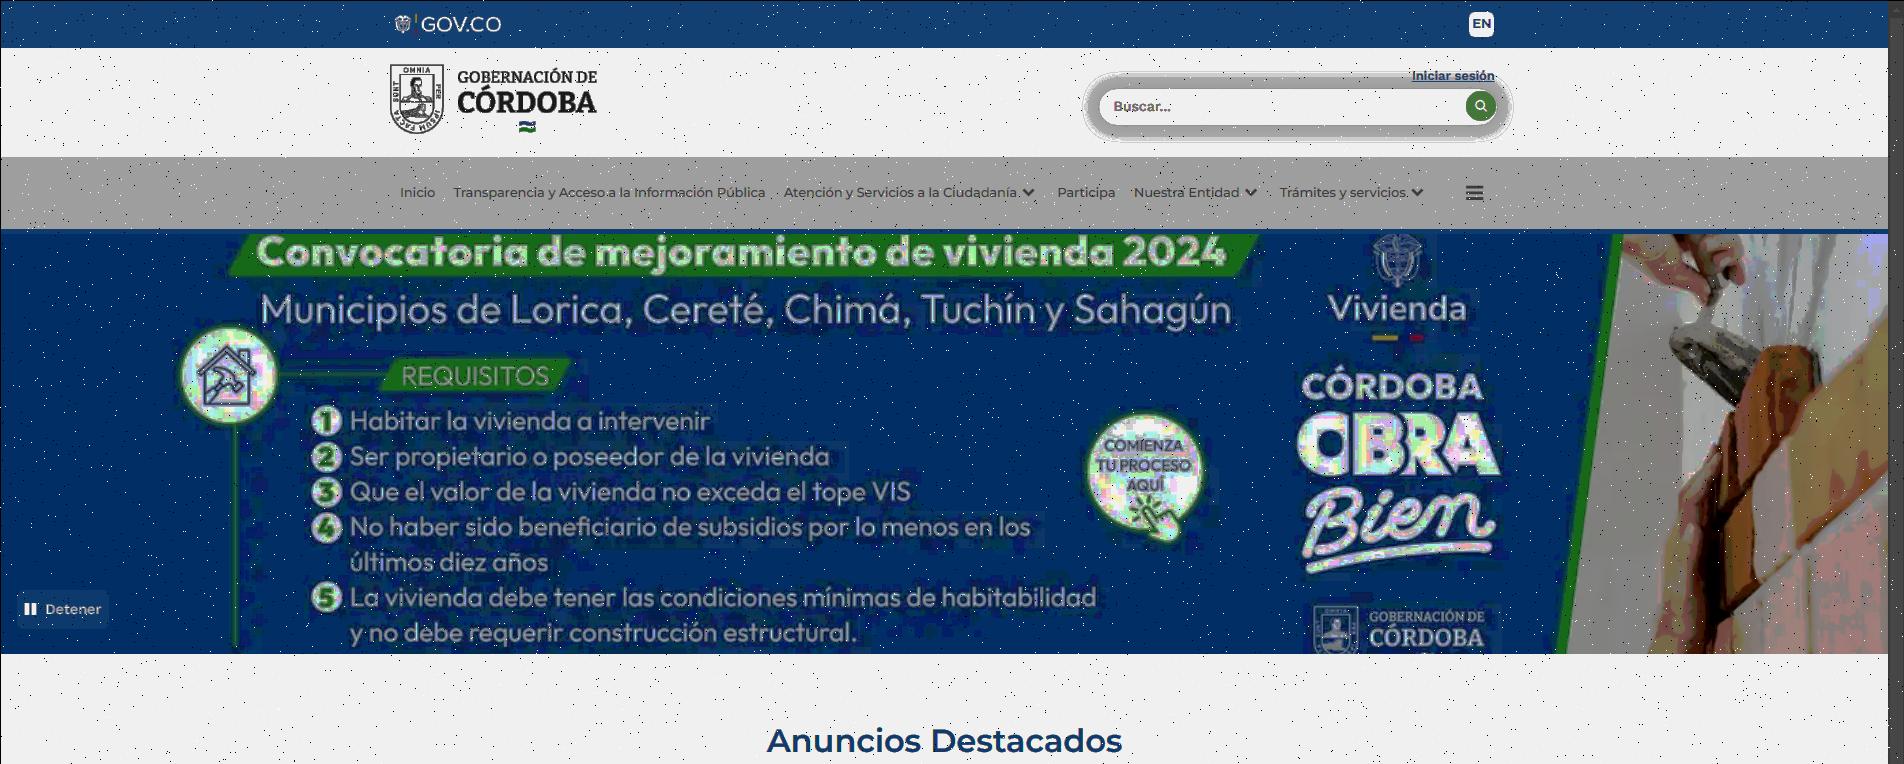 GOV.CO
EN
OMNIA
PER
IPSUM FACTA
SUNT
GOBERNACIÓN DE
CÓRDOBA
Iniciar sesión
Buscar...
Inicio Transparencia y Acceso a la Información Pública Atención y Servicios a la Ciudadanía Participa Nuestra Entidad Trámites y servicios
Convocatoria de mejoramiento de vivienda 2024
Municipios de Lorica, Cereté, Chimá, Tuchín y Sahagún
REQUISITOS
1 Habitar la vivienda a intervenir
2 Ser propietario o poseedor de la vivienda
3 Que el valor de la vivienda no exceda el tope VIS
4 No haber sido beneficiario de subsidios por lo menos en los
últimos diez años
5 La vivienda debe tener las condiciones mínimas de habitabilidad
y no debe requerir construcción estructural.
COMIENZA
TU PROCESO
AQUÍ
Vivienda
CÓRDOBA
OBRA
Bien
GOBERNACIÓN DE
CÓRDOBA
Detener
Anuncios Destacados